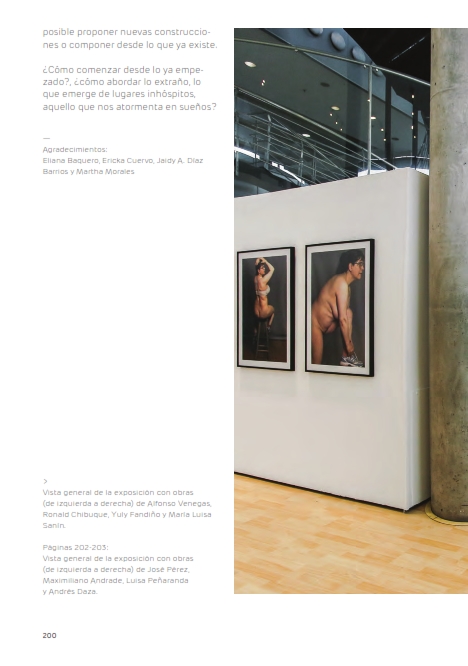 posible proponer nuevas construccio-
nes o componer desde lo que ya existe.
¿Cómo comenzar desde lo ya empe-
zado?, ¿cómo abordar lo extraño, lo
que emerge de lugares inhóspitos,
aquello que nos atormenta en sueños?
—
Agradecimientos:
Eliana Baquero, Ericka Cuervo, Jaidy A. Díaz
Barrios y Martha Morales
>
Vista general de la exposición con obras
(de izquierda a derecha) de Alfonso Venegas,
Ronald Chibuque, Yuly Fandiño y María Luisa
Sanín.
Páginas 202-203:
Vista general de la exposición con obras
(de izquierda a derecha) de José Pérez,
Maximiliano Andrade, Luisa Peñaranda
y Andrés Daza.
200